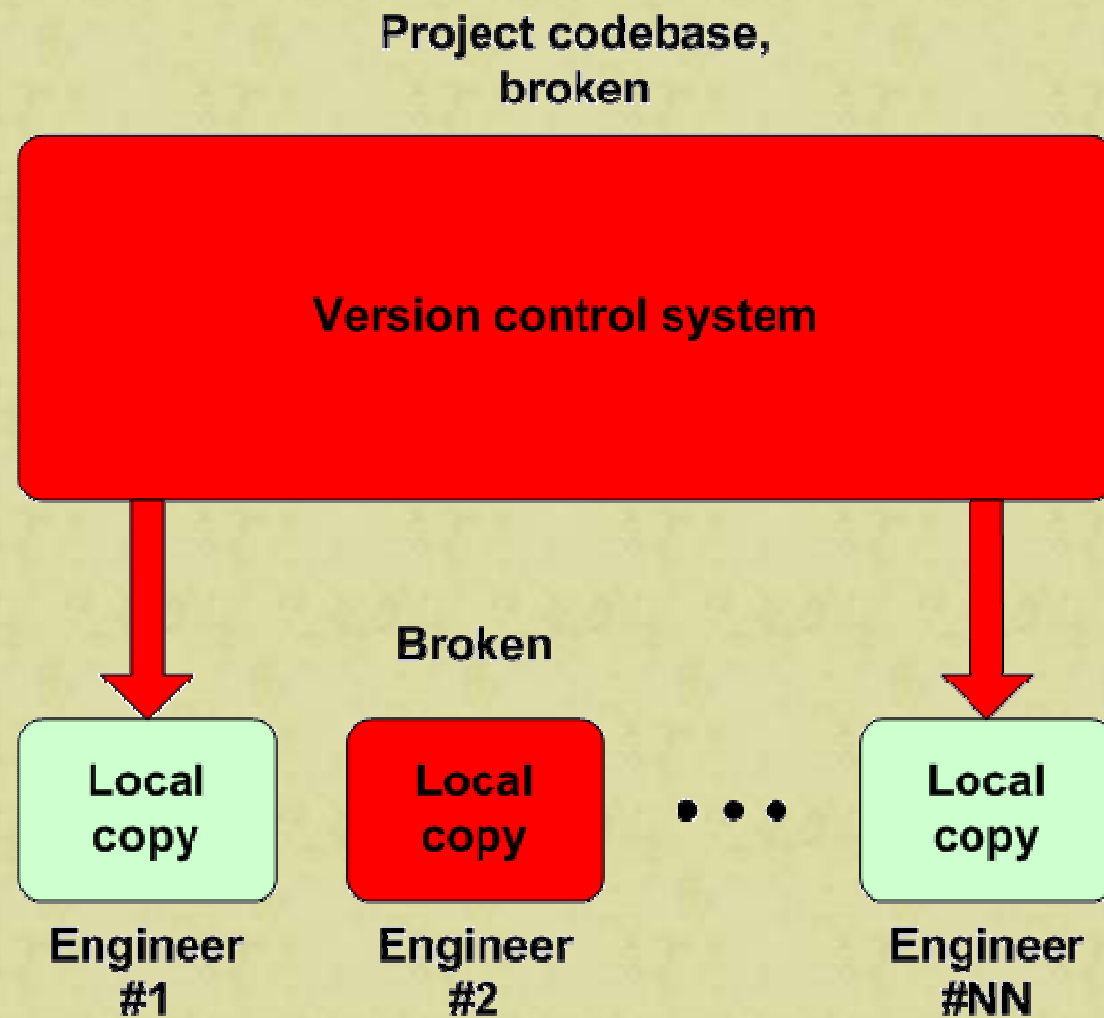 Project codebase,
broken
Version control system
Broken
Local
copy
Local
copy
Local
copy
Engineer
#1
Engineer
#2
Engineer
#NN